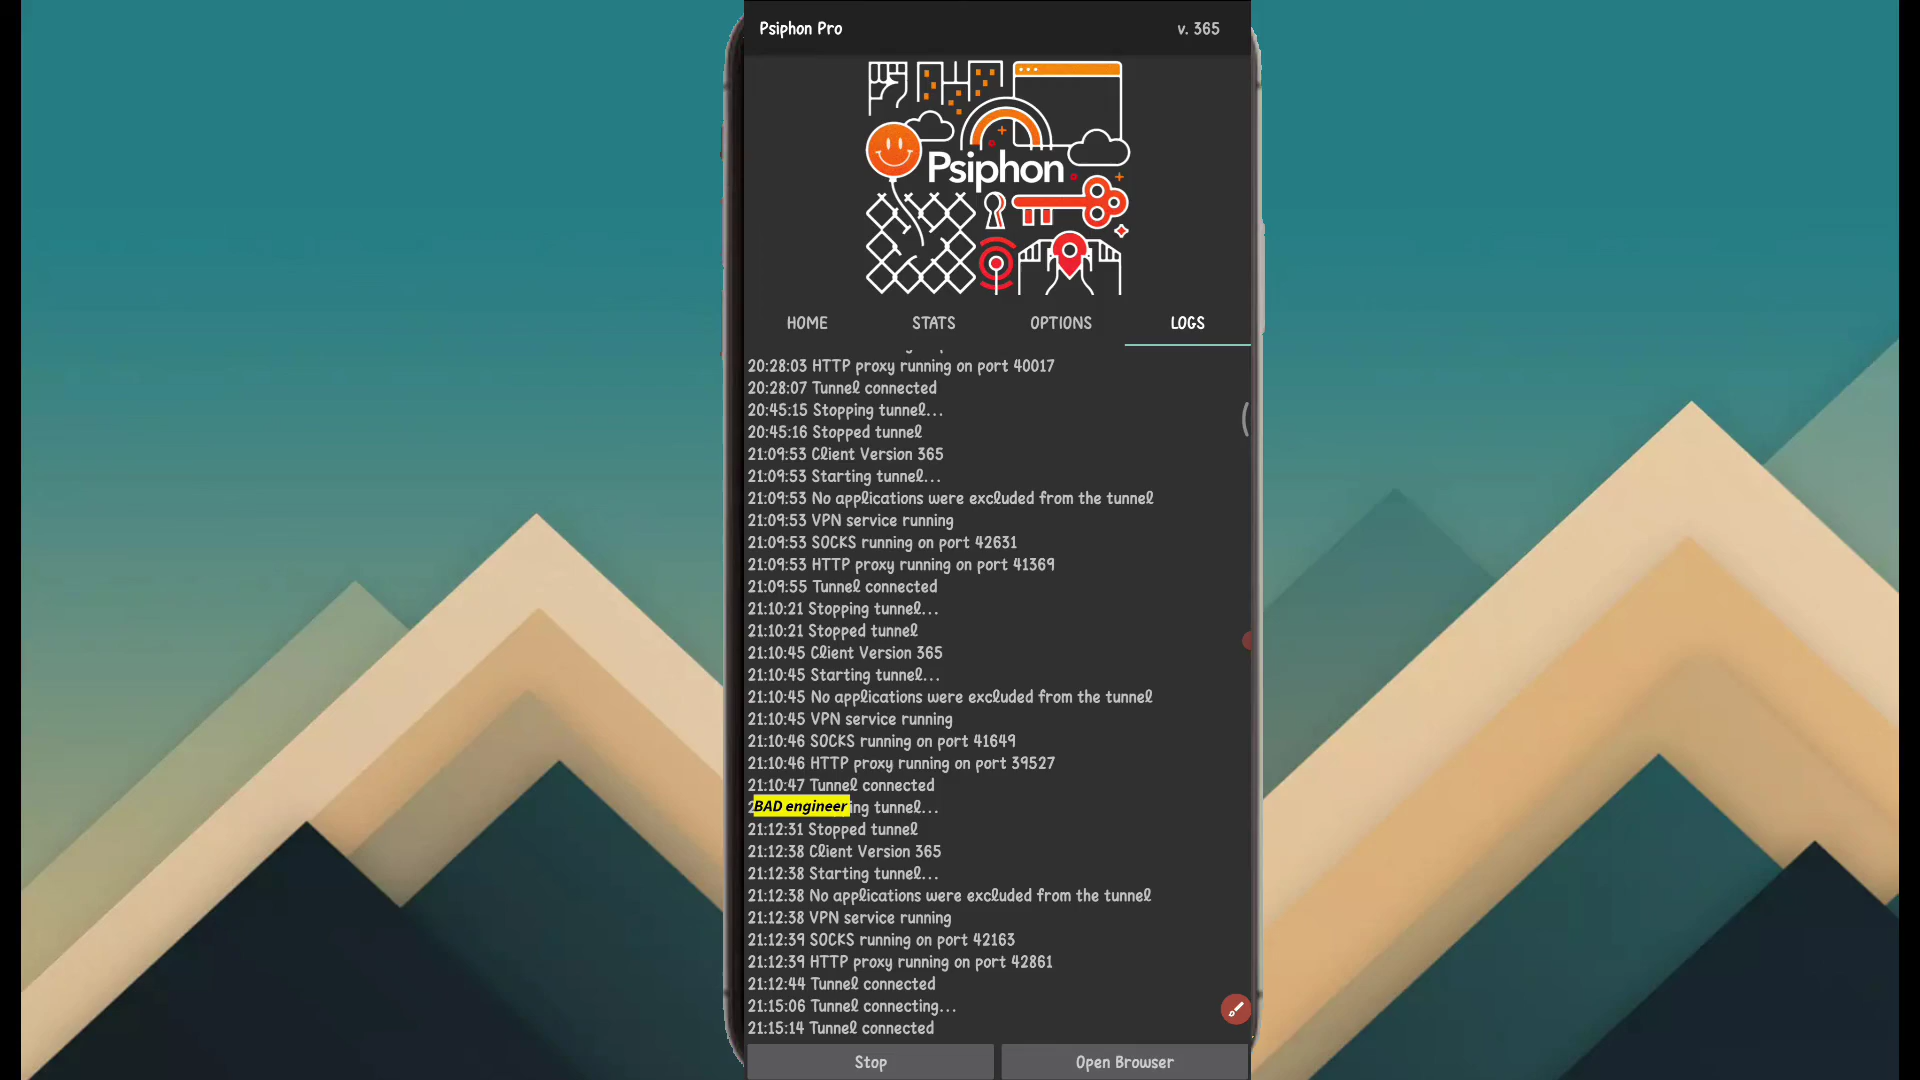 Psiphon Pro v. 365
Psiphon
HOME STATS OPTIONS LOGS
20:28:03 HTTP proxy running on port 40017
20:28:07 Tunnel connected
20:45:15 Stopping tunnel...
20:45:16 Stopped tunnel
21:09:53 Client Version 365
21:09:53 Starting tunnel...
21:09:53 No applications were excluded from the tunnel
21:09:53 VPN service running
21:09:53 SOCKS running on port 42631
21:09:53 HTTP proxy running on port 41369
21:09:55 Tunnel connected
21:10:21 Stopping tunnel...
21:10:21 Stopped tunnel
21:10:45 Client Version 365
21:10:45 Starting tunnel...
21:10:45 No applications were excluded from the tunnel
21:10:45 VPN service running
21:10:46 SOCKS running on port 41649
21:10:46 HTTP proxy running on port 39527
21:10:47 Tunnel connected
BAD engineer tunnel...
21:12:31 Stopped tunnel
21:12:38 Client Version 365
21:12:38 Starting tunnel...
21:12:38 No applications were excluded from the tunnel
21:12:38 VPN service running
21:12:39 SOCKS running on port 42163
21:12:39 HTTP proxy running on port 42861
21:12:44 Tunnel connected
21:15:06 Tunnel connecting...
21:15:14 Tunnel connected
Stop Open Browser